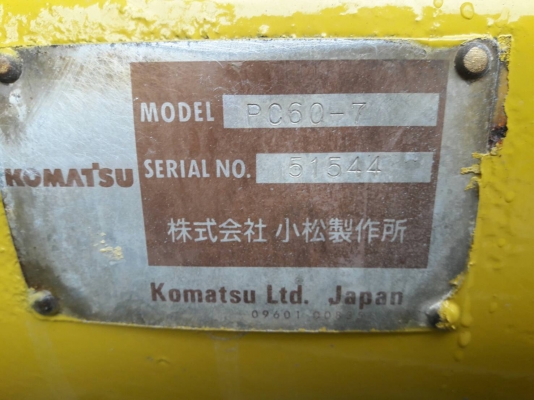 MODEL PC60-7
KOMATSU
SERIAL NO. 51544
株式会社 小松製作所
Komatsu Ltd. Japan